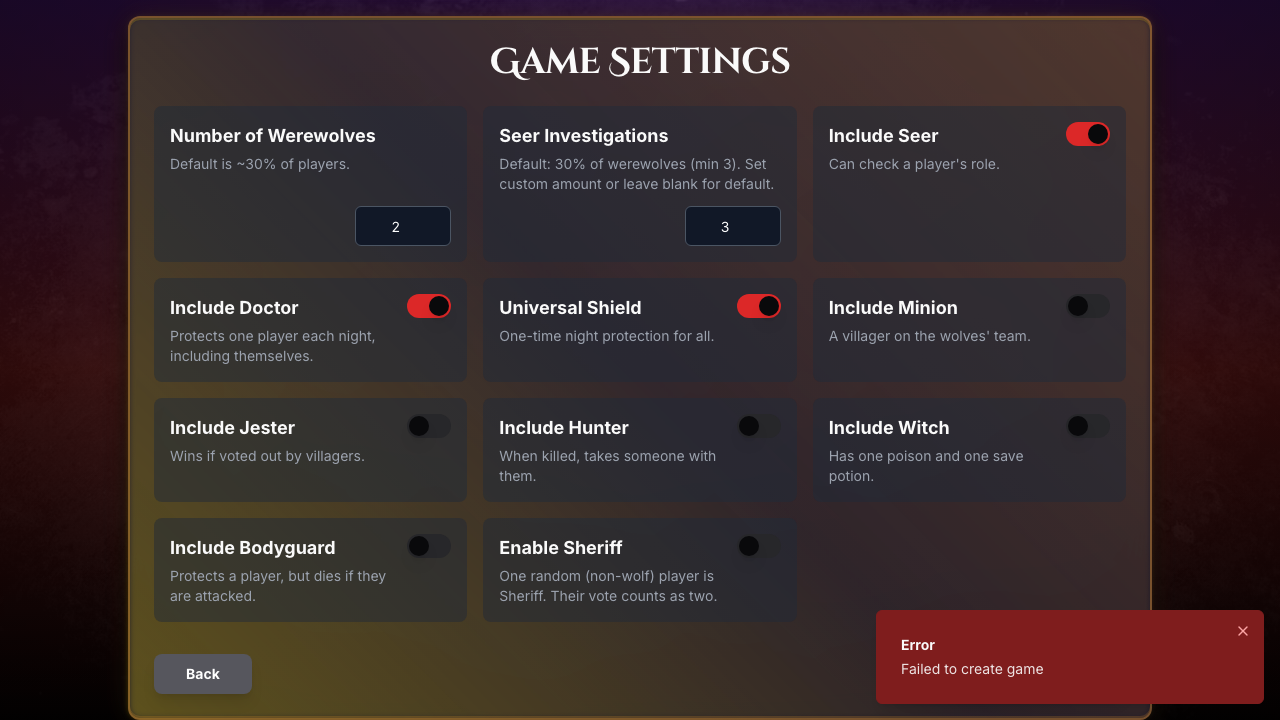 Game Settings
Number of Werewolves
Default is ~30% of players.
2
Seer Investigations
Default: 30% of werewolves (min 3). Set
custom amount or leave blank for default.
3
Include Seer
Can check a player's role.
Include Doctor
Protects one player each night,
including themselves.
Universal Shield
One-time night protection for all.
Include Minion
A villager on the wolves' team.
Include Jester
Wins if voted out by villagers.
Include Hunter
When killed, takes someone with
them.
Include Witch
Has one poison and one save
potion.
Include Bodyguard
Protects a player, but dies if they
are attacked.
Enable Sheriff
One random (non-wolf) player is
Sheriff. Their vote counts as two.
Back
Error
Failed to create game